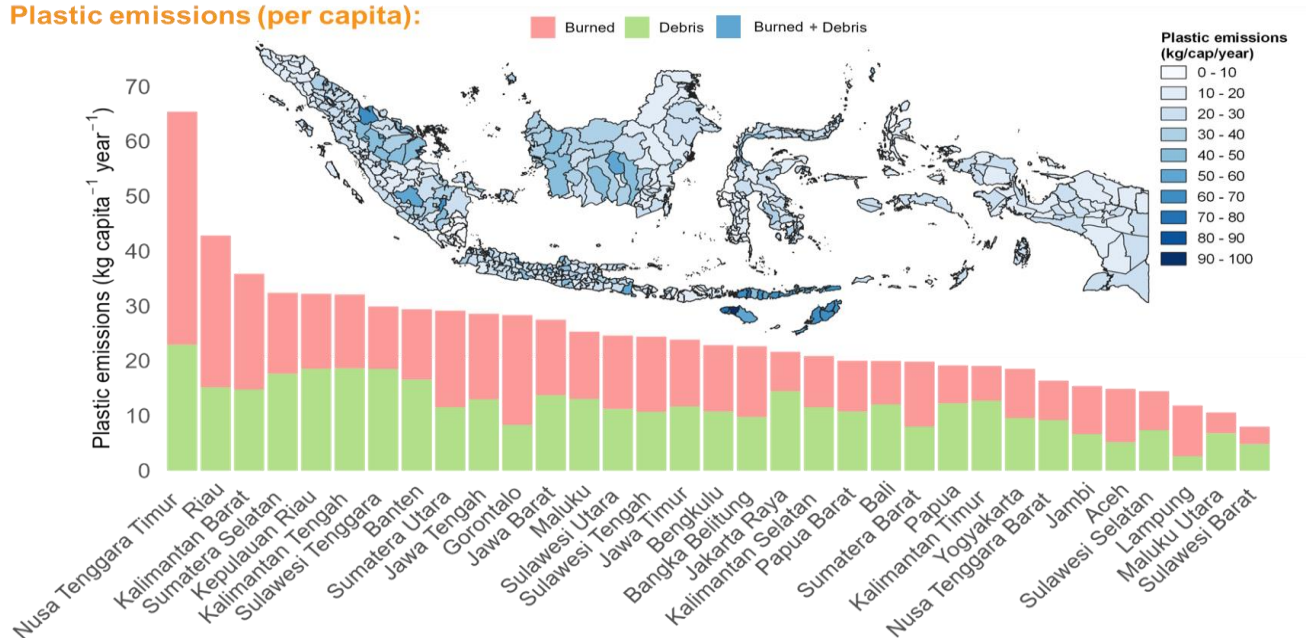 Plastic emissions (per capita):
Burned Debris Burned + Debris
Plastic emissions
(kg/cap/year)
0 - 10
10 - 20
20 - 30
30 - 40
40 - 50
50 - 60
60 - 70
70 - 80
80 - 90
90 - 100
Plastic emissions (kg capita⁻¹ year⁻¹)
70
60
50
40
30
20
10
0
Nusa Tenggara Timur
Riau
Kalimantan Barat
Sumatera Selatan
Kepulauan Riau
Kalimantan Tengah
Sulawesi Tenggara
Banten
Sumatera Utara
Jawa Tengah
Gorontalo
Jawa Barat
Maluku
Sulawesi Utara
Sulawesi Tengah
Jawa Timur
Bengkulu
Bangka Belitung
Jakarta Raya
Kalimantan Selatan
Papua Barat
Bali
Sumatera Barat
Papua
Kalimantan Timur
Yogyakarta
Nusa Tenggara Barat
Jambi
Aceh
Sulawesi Selatan
Lampung
Maluku Utara
Sulawesi Barat